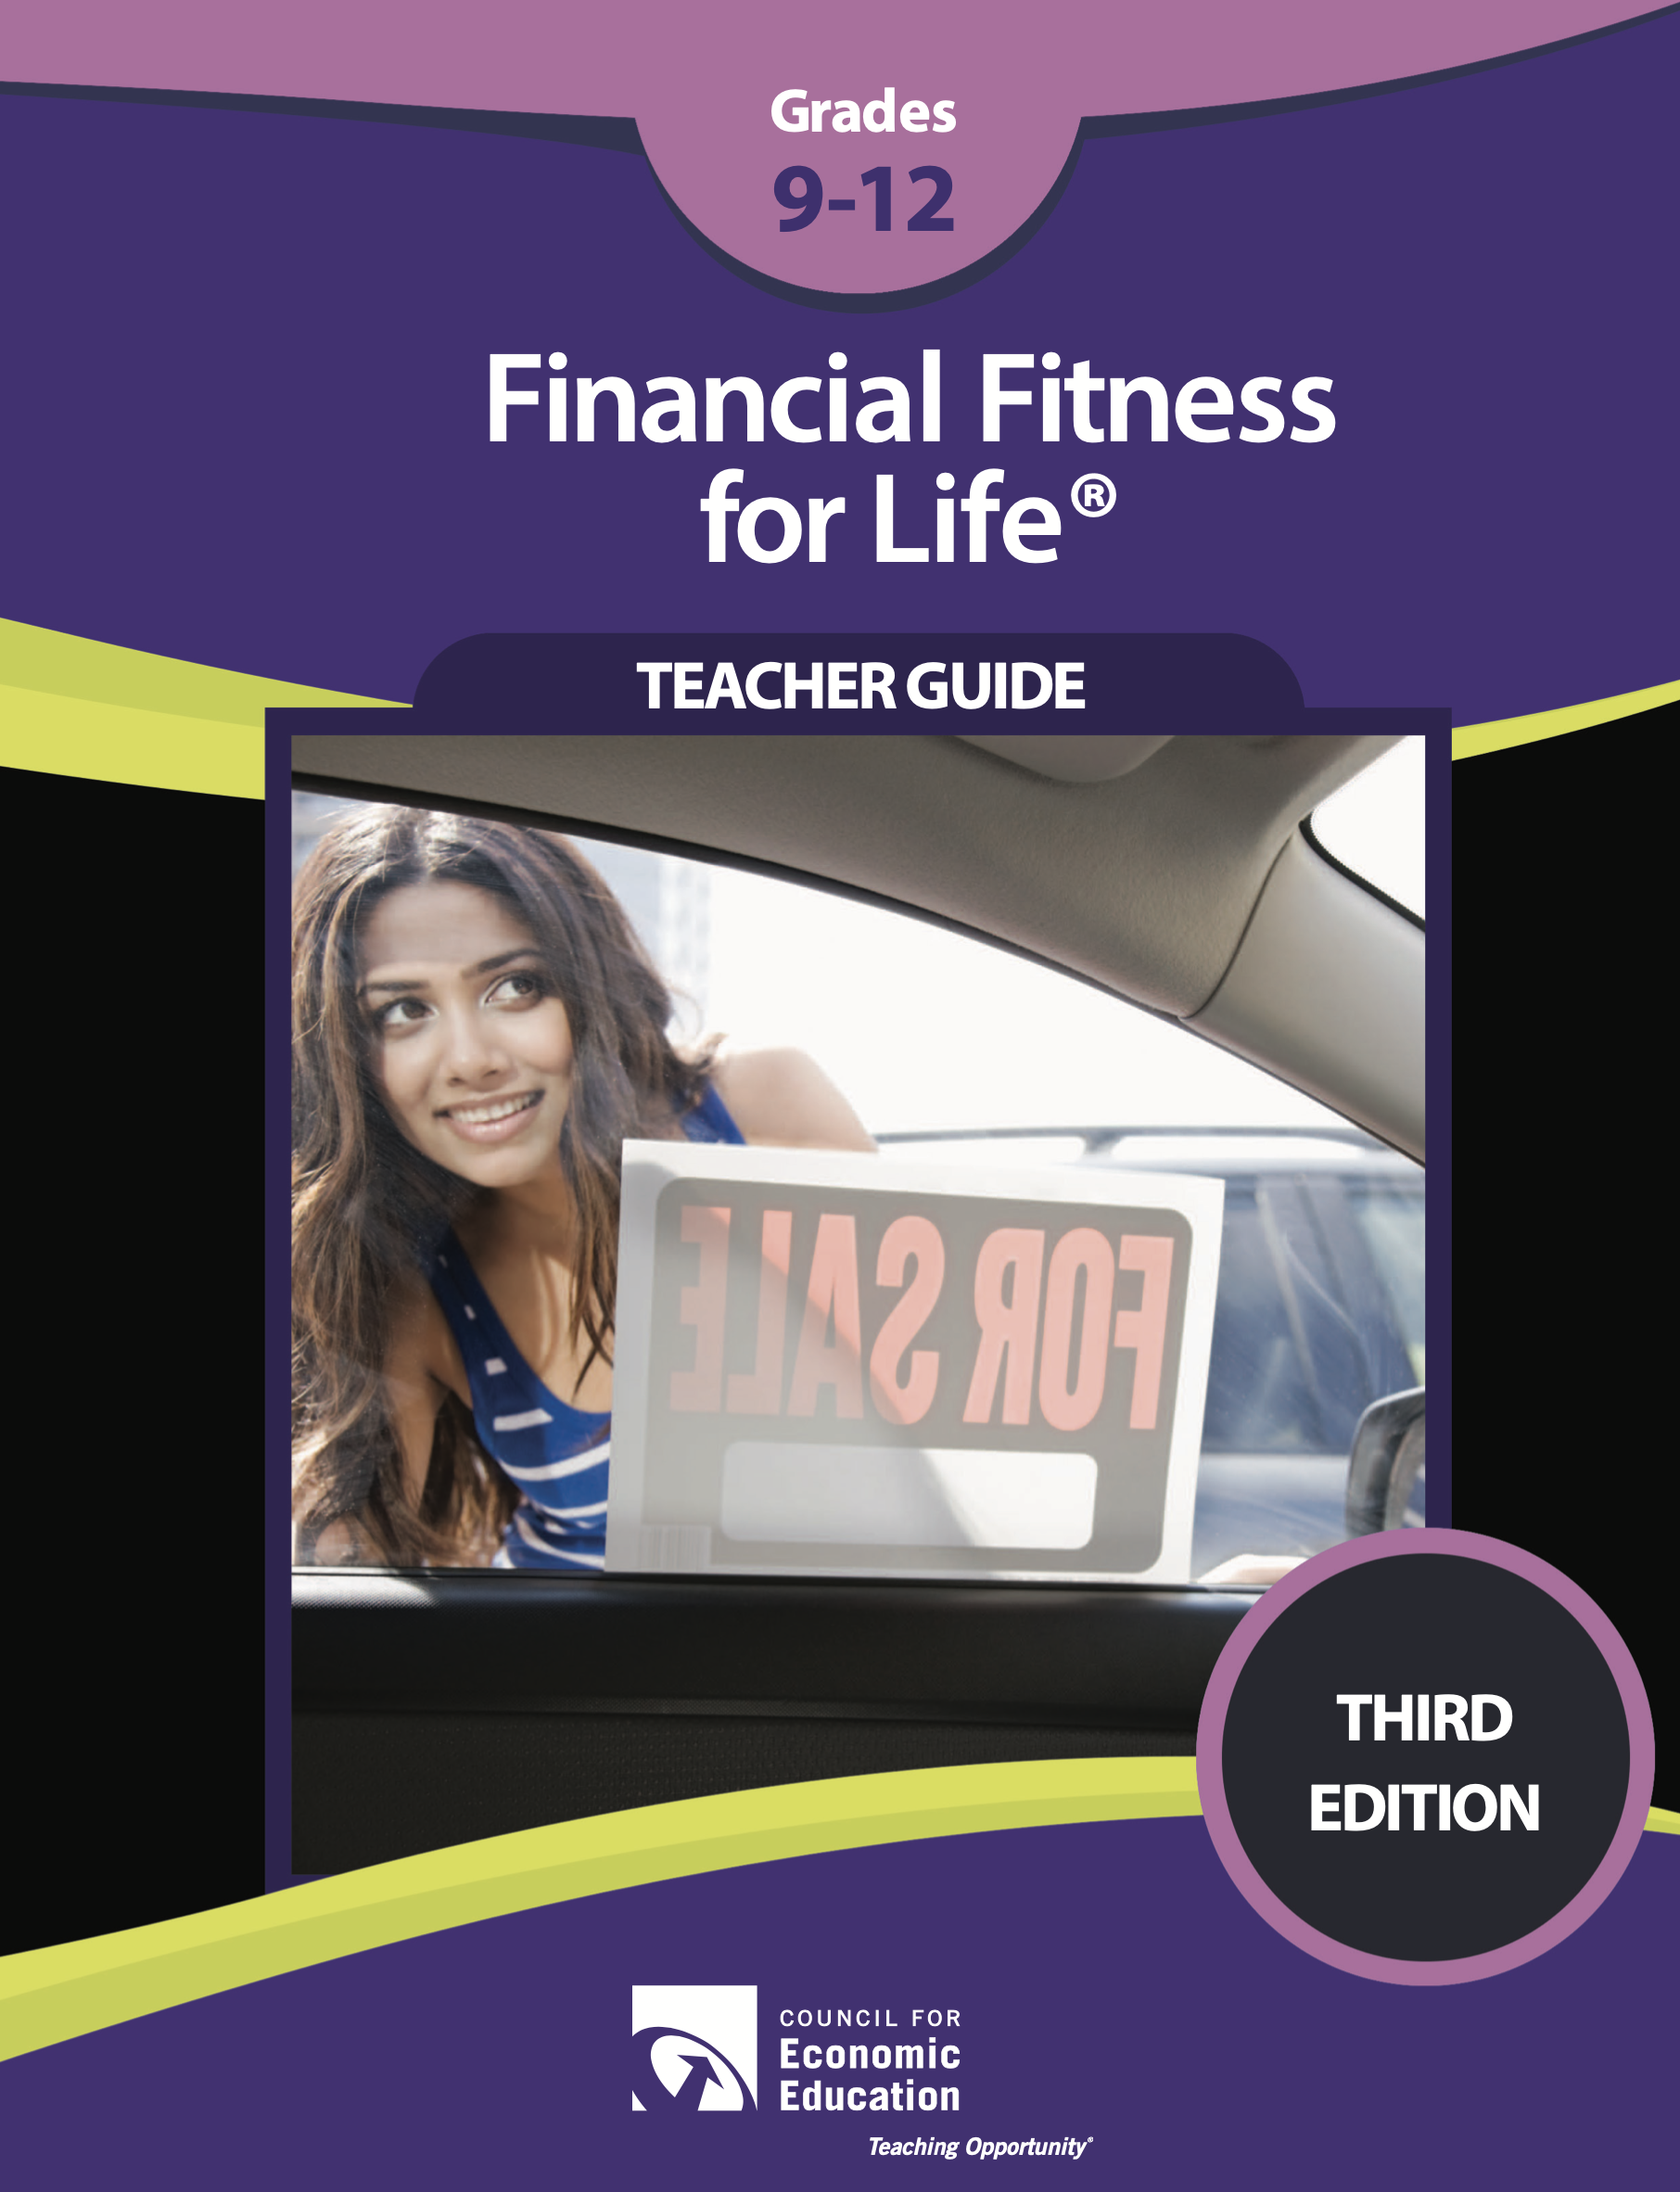 Grades
9-12
Financial Fitness
for Life®
TEACHER GUIDE
FOR SALE
THIRD
EDITION
COUNCIL FOR
Economic
Education
Teaching Opportunity®